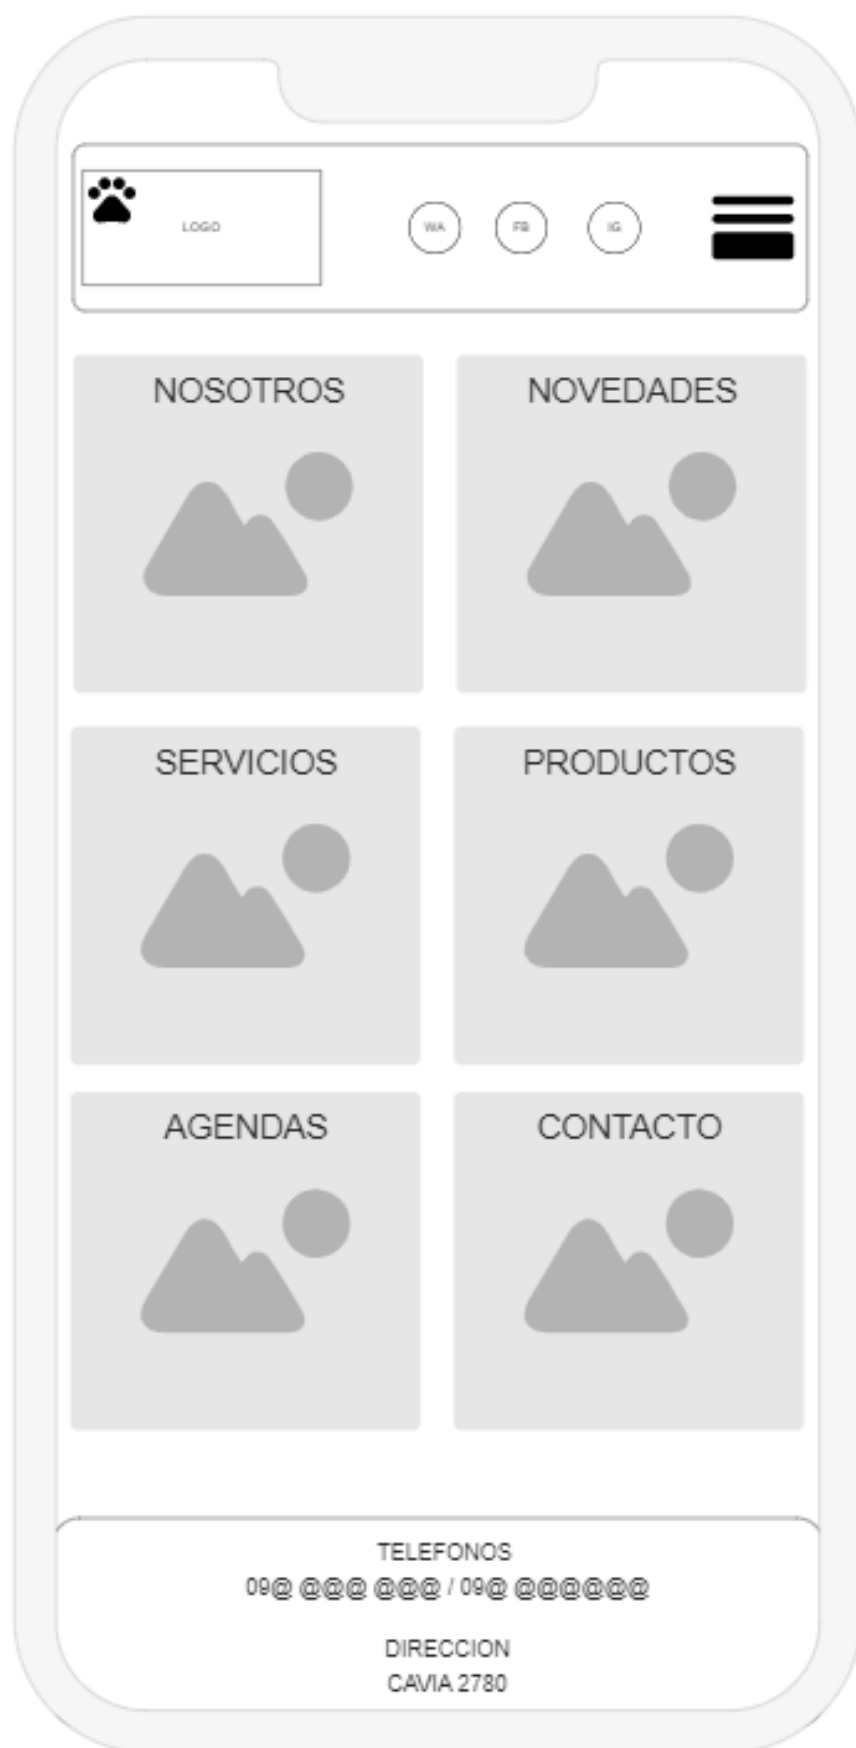 LOGO
WA
FB
IG
NOSOTROS
NOVEDADES
SERVICIOS
PRODUCTOS
AGENDAS
CONTACTO
TELEFONOS
09@ @@@ @@@ / 09@ @@@@@@
DIRECCION
CAVIA 2780